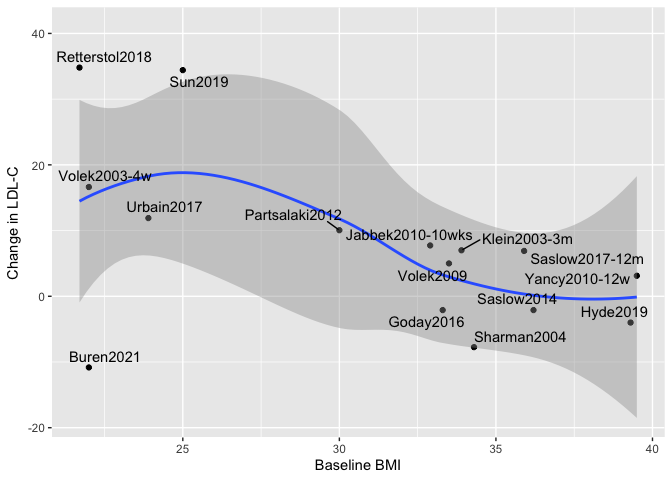 40
20
0
-20
Change in LDL-C
Retterstol2018
Sun2019
Volek2003-4w
Urbain2017
Partsalaki2012
Jabbek2010-10wks
Klein2003-3m
Saslow2017-12m
Volek2009
Yancy2010-12w
Saslow2014
Hyde2019
Goday2016
Sharman2004
Buren2021
25
30
35
40
Baseline BMI